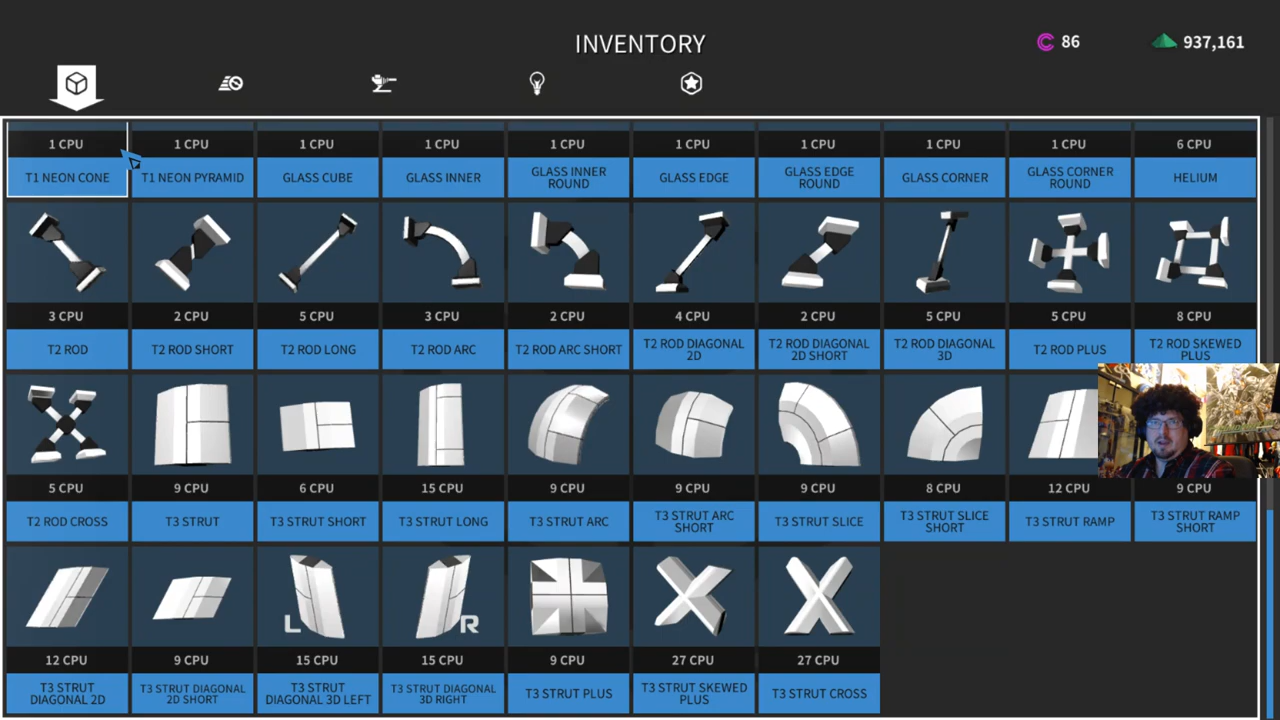 INVENTORY
86
937,161
1 CPU
1 CPU
1 CPU
1 CPU
1 CPU
1 CPU
1 CPU
1 CPU
1 CPU
6 CPU
T1 NEON CONE
T1 NEON PYRAMID
GLASS CUBE
GLASS INNER
GLASS INNER
ROUND
GLASS EDGE
GLASS EDGE
ROUND
GLASS CORNER
GLASS CORNER
ROUND
HELIUM
3 CPU
2 CPU
5 CPU
3 CPU
2 CPU
4 CPU
2 CPU
5 CPU
5 CPU
8 CPU
T2 ROD
T2 ROD SHORT
T2 ROD LONG
T2 ROD ARC
T2 ROD ARC SHORT
T2 ROD DIAGONAL
2D
T2 ROD DIAGONAL
2D SHORT
T2 ROD DIAGONAL
3D
T2 ROD PLUS
T2 ROD SKEWED
PLUS
5 CPU
9 CPU
6 CPU
15 CPU
9 CPU
9 CPU
9 CPU
8 CPU
12 CPU
9 CPU
T2 ROD CROSS
T3 STRUT
T3 STRUT SHORT
T3 STRUT LONG
T3 STRUT ARC
T3 STRUT ARC
SHORT
T3 STRUT SLICE
T3 STRUT SLICE
SHORT
T3 STRUT RAMP
T3 STRUT RAMP
SHORT
L
R
12 CPU
9 CPU
15 CPU
15 CPU
9 CPU
27 CPU
27 CPU
T3 STRUT
DIAGONAL 2D
T3 STRUT DIAGONAL
2D SHORT
T3 STRUT
DIAGONAL 3D LEFT
T3 STRUT DIAGONAL
3D RIGHT
T3 STRUT PLUS
T3 STRUT SKEWED
PLUS
T3 STRUT CROSS